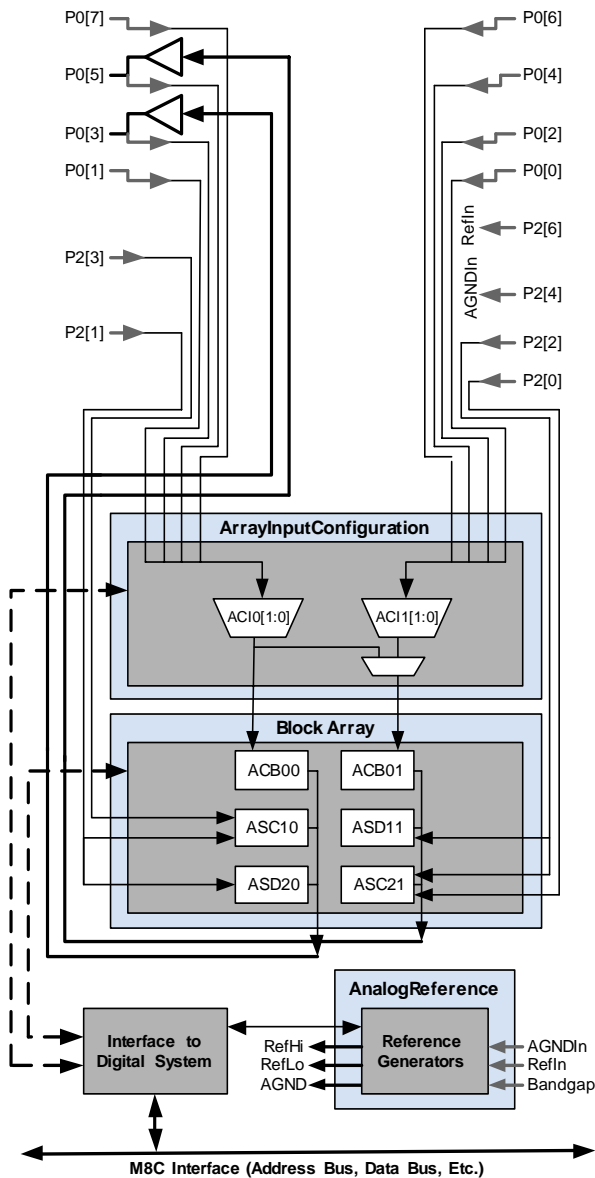 P0[7]
P0[6]
P0[5]
P0[4]
P0[3]
P0[2]
P0[1]
P0[0]
RefIn
P2[6]
P2[3]
AGNDIn
P2[4]
P2[1]
P2[2]
P2[0]
ArrayInputConfiguration
ACI0[1:0]
ACI1[1:0]
Block Array
ACB00
ACB01
ASC10
ASD11
ASD20
ASC21
AnalogReference
Interface to
Digital System
RefHi
RefLo
AGND
Reference
Generators
AGNDIn
RefIn
Bandgap
M8C Interface (Address Bus, Data Bus, Etc.)